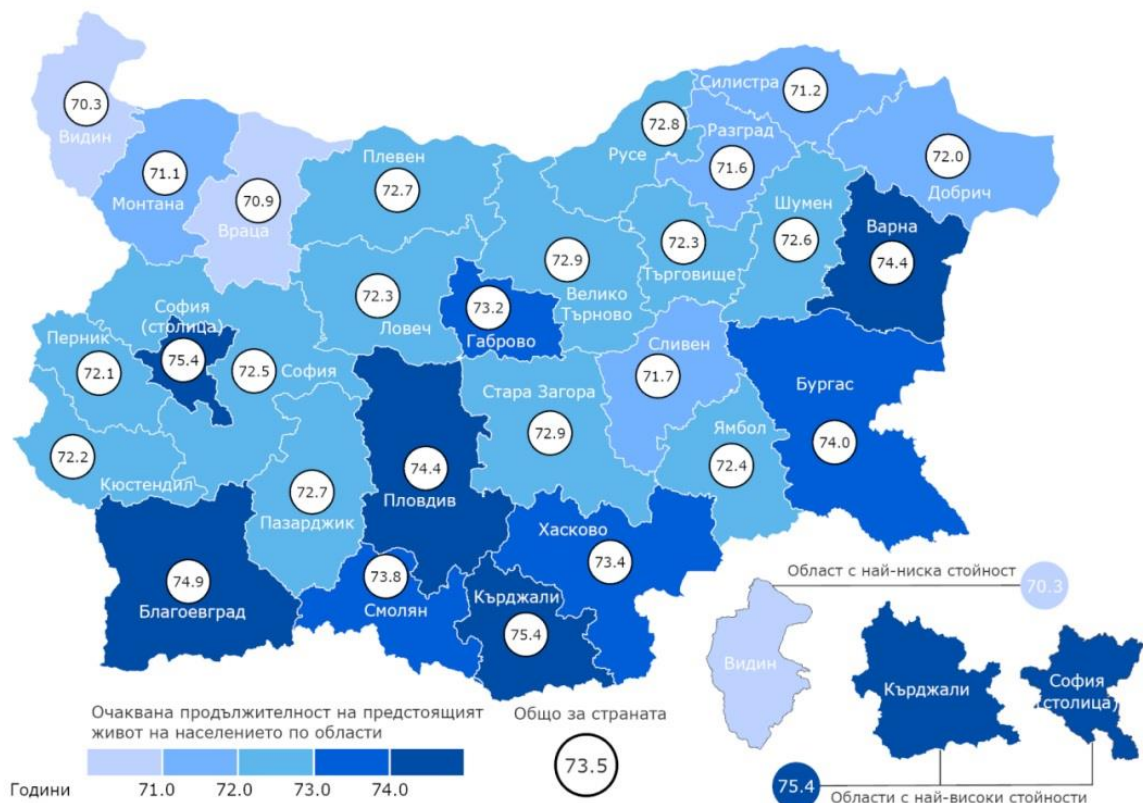 70.3
Видин
71.1
Монтана
70.9
Враца
Плевен
72.7
72.8
Русе
Силистра
71.2
Разград
71.6
72.0
Добрич
Шумен
72.6
Варна
74.4
72.3
Търговище
72.9
Велико
Търново
72.3
Ловеч
73.2
Габрово
София
(столица)
75.4
Перник
72.1
72.5
София
72.2
Кюстендил
72.7
Пазарджик
74.4
Пловдив
Стара Загора
72.9
Сливен
71.7
Ямбол
72.4
Бургас
74.0
74.9
Благоевград
73.8
Смолян
Хасково
73.4
Кърджали
75.4
Област с най-ниска стойност
70.3
Видин
Кърджали
София
(столица)
75.4
Области с най-високи стойности
Очаквана продължителност на предстоящият
живот на населението по области
Години
71.0
72.0
73.0
74.0
Общо за страната
73.5